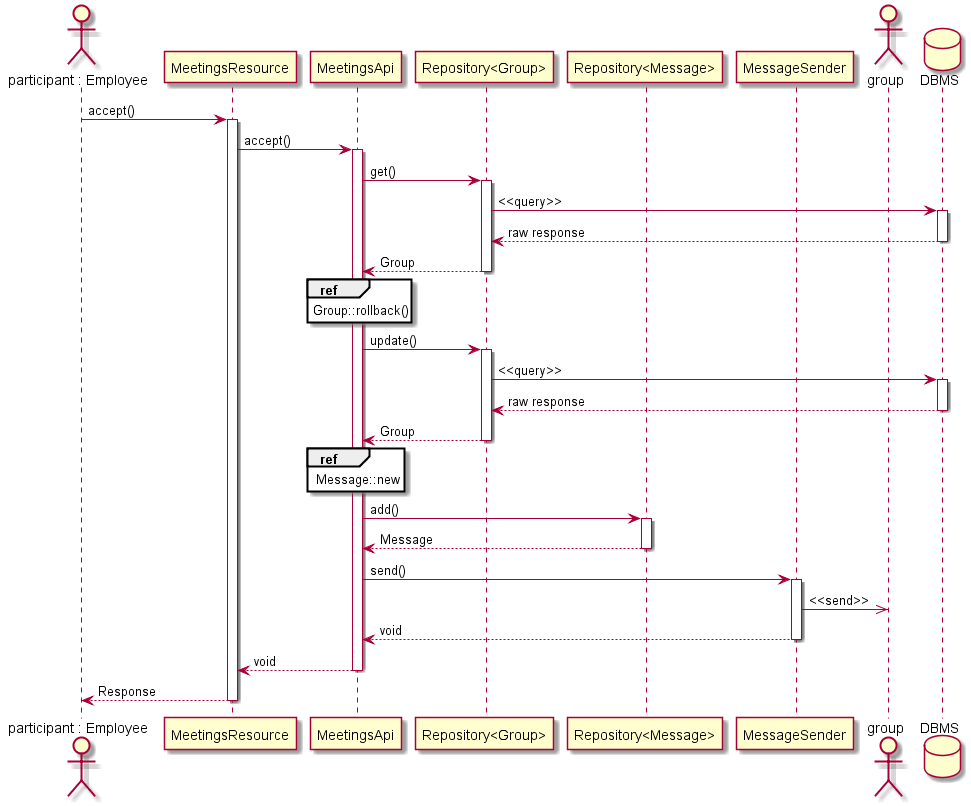 participant : Employee
MeetingsResource
MeetingsApi
Repository<Group>
Repository<Message>
MessageSender
group
DBMS
accept()
accept()
get()
<<query>>
raw response
Group
ref
Group::rollback()
update()
<<query>>
raw response
Group
ref
Message::new
add()
Message
send()
<<send>>
void
void
Response
participant : Employee
MeetingsResource
MeetingsApi
Repository<Group>
Repository<Message>
MessageSender
group
DBMS